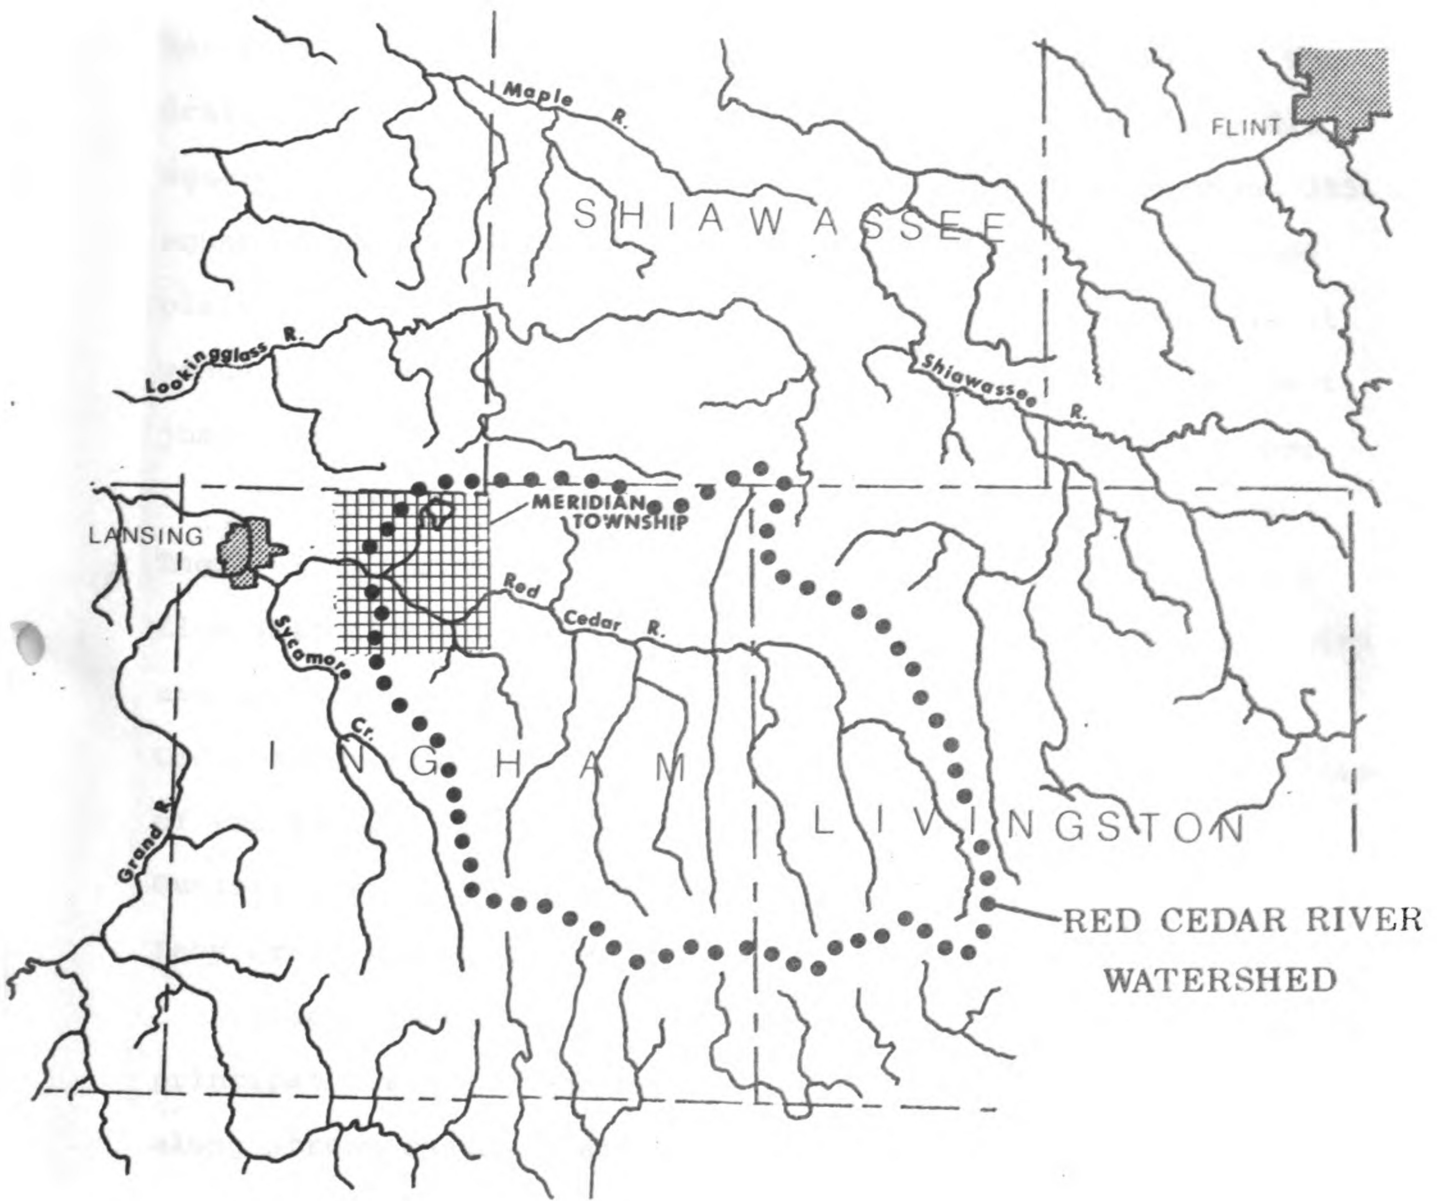 Maple R.
FLINT
SHIAWASSEE
Lookingglass R.
Shiawassee R.
MERIDIAN
TOWNSHIP
LANSING
Red Cedar R.
Sycamore Cr.
INGHAM
LIVINGSTON
Grand R.
RED CEDAR RIVER
WATERSHED